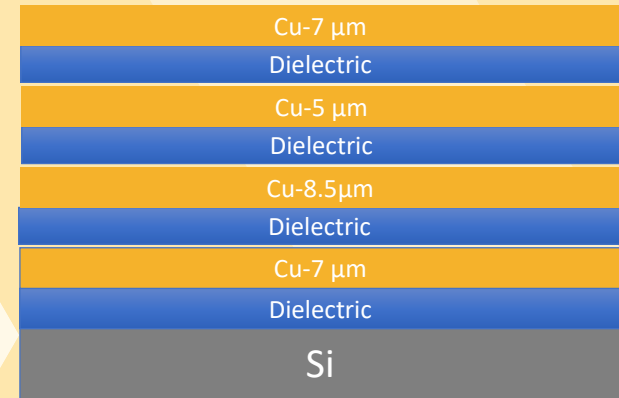 Cu-7 μm
Dielectric
Cu-5 μm
Dielectric
Cu-8.5μm
Dielectric
Cu-7 μm
Dielectric
Si